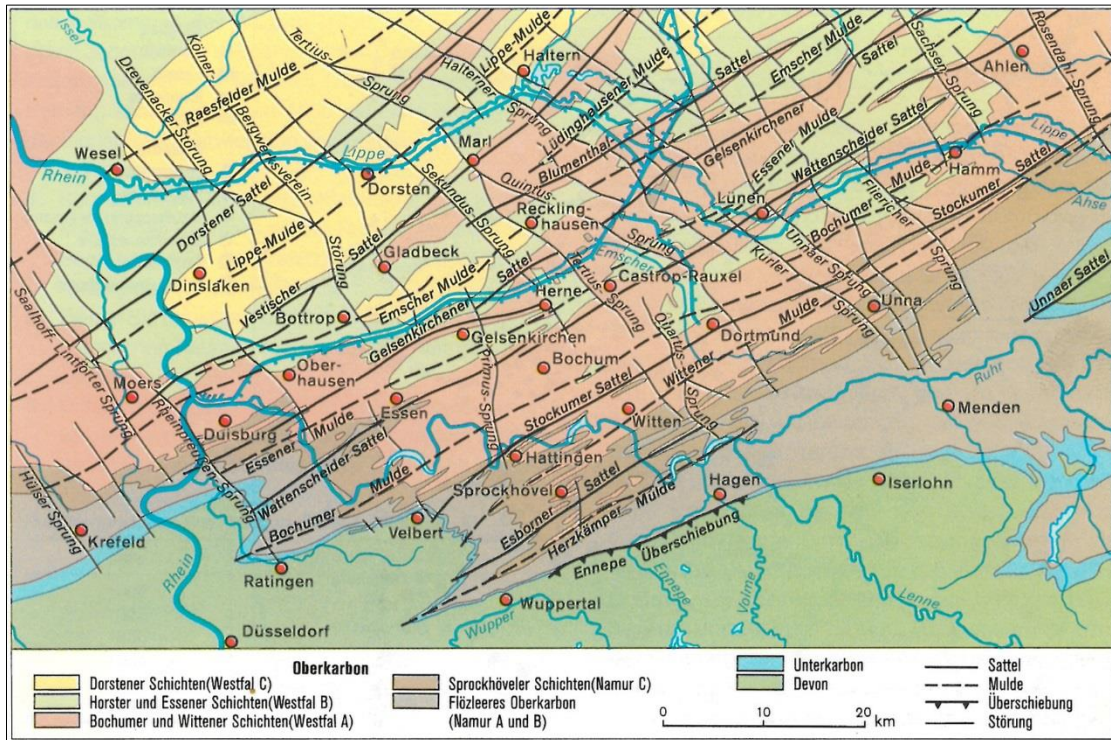 Issel
Kölner-
Bergwerksverein-
Störung
Tertius-
Sprung
Lippe-Mulde
Haltern
Halterner
Sprung
Lüdinghausener Mulde
Sattel
Emscher Mulde
Sattel
Sachsen-
Sprung
Rosendahl-Sprung
Ahlen
Drevenacker Störung
Raesfelder Mulde
Blumenthal-
Gelsenkirchener
Essener Mulde
Wattenscheider Sattel
Lippe
Wesel
Rhein
Lippe
Marl
Dorsten
Hamm
Sattel
Dorstener Sattel
Sekundus-Sprung
Quintus-
Sprung
Reckling-
hausen
Lünen
Bochumer Mulde
Stockumer
Ahse
Fliericher
Sprung
Lippe-Mulde
Gladbeck
Sattel
Emscher
Kurler
Sprung
Unnaer Sprung
Dinslaken
Vestischer
Sattel
Castrop-Rauxel
Tertius-Sprung
Unnaer Sattel
Bottrop
Emscher Mulde
Herne
Unna
Saalhoff-Lintforter Sprung
Gelsenkirchener
Gelsenkirchen
Dortmund
Mulde
Ober-
hausen
Primus-Sprung
Bochum
Quartus-
Sprung
Wittener
Ruhr
Moers
Essen
Stockumer Sattel
Witten
Menden
Rheinpreußen-Sprung
Duisburg
Essener Mulde
Wattenscheider Sattel
Hattingen
Hülser Sprung
Bochumer Mulde
Sprockhövel
Sattel
Hagen
Iserlohn
Krefeld
Velbert
Esborner
Herzkämper Mulde
Ennepe Überschiebung
Rhein
Ratingen
Wuppertal
Ennepe
Volme
Lenne
Düsseldorf
Wupper
Oberkarbon
Dorstener Schichten(Westfal C)
Horster und Essener Schichten(Westfal B)
Bochumer und Wittener Schichten(Westfal A)
Sprockhöveler Schichten(Namur C)
Flözleeres Oberkarbon
(Namur A und B)
Unterkarbon
Devon
0 10 20 km
Sattel
Mulde
Überschiebung
Störung